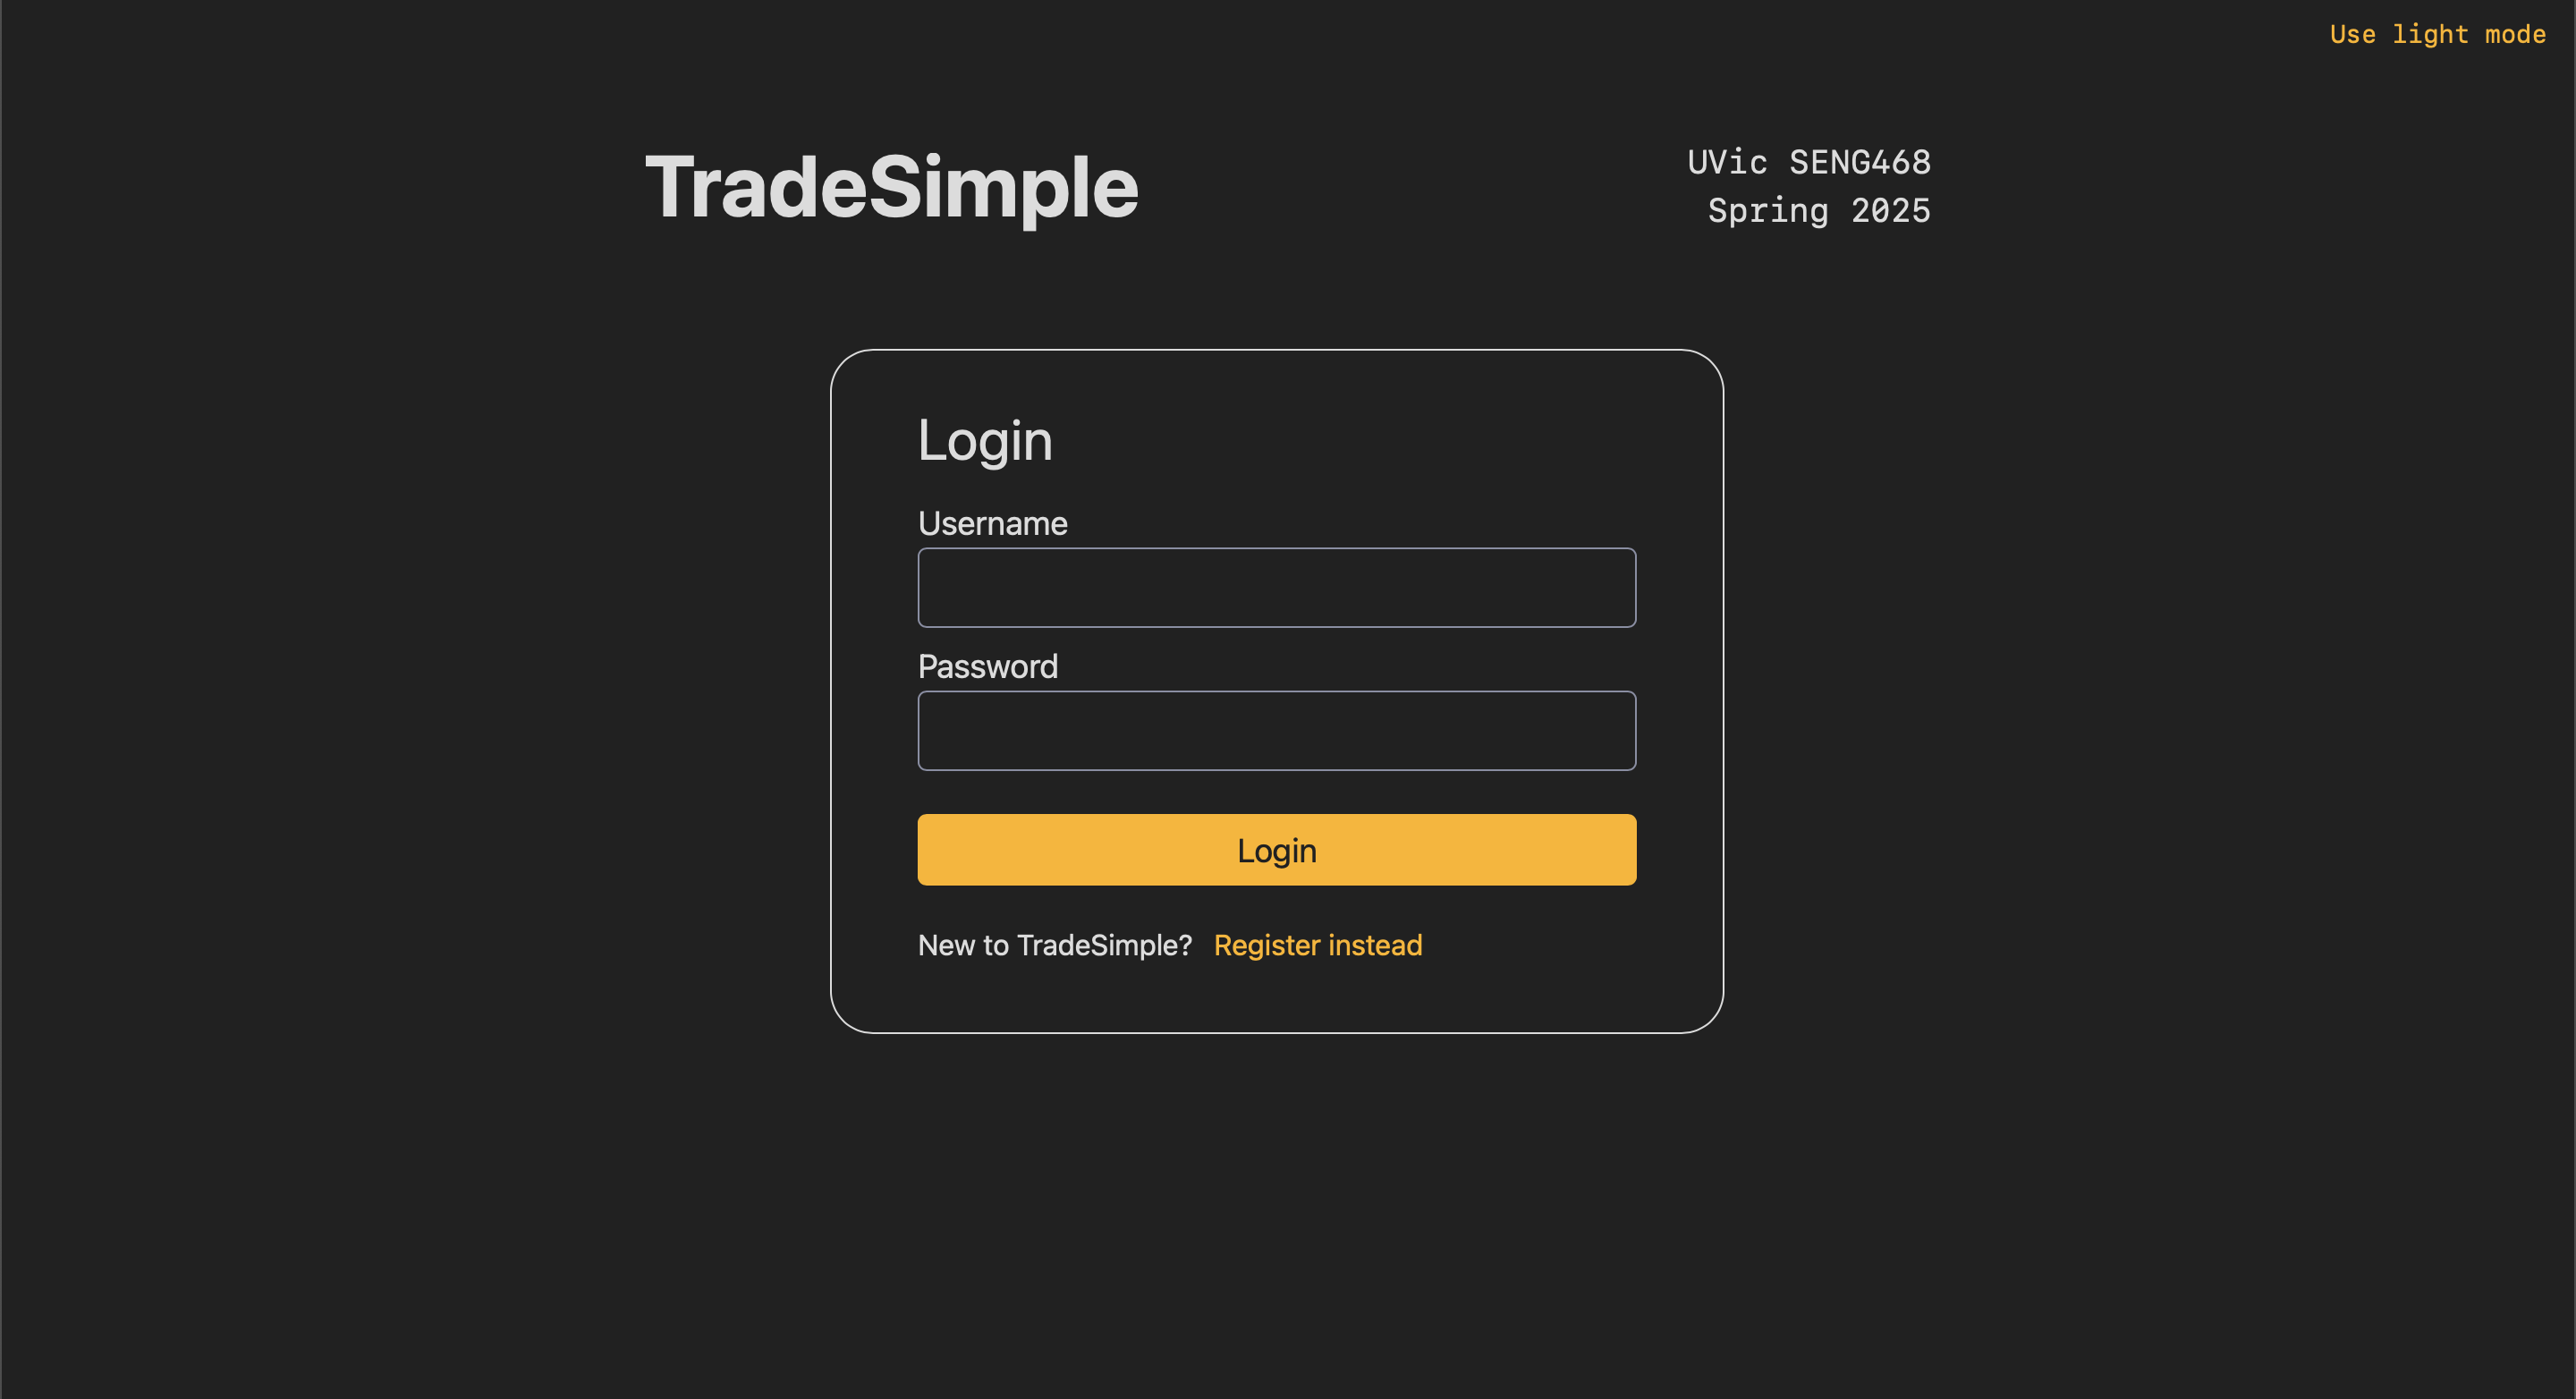 Use light mode
TradeSimple
UVic SENG468
Spring 2025
Login
Username
Password
Login
New to TradeSimple? Register instead